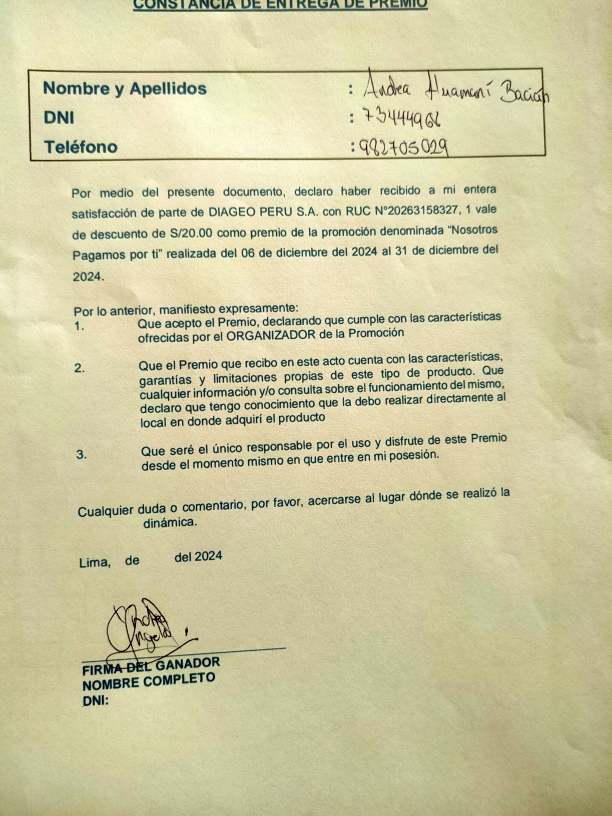 CONSTANCIA DE ENTREGA DE PREMIO
Nombre y Apellidos : Andrea Huamaní
DNI : 73444966
Teléfono : 982705029
Por medio del presente documento, declaro haber recibido a mi entera
satisfacción de parte de DIAGEO PERU S.A. con RUC N°20263158327, 1 vale
de descuento de S/20.00 como premio de la promoción denominada "Nosotros
Pagamos por ti" realizada del 06 de diciembre del 2024 al 31 de diciembre del
2024.
Por lo anterior, manifiesto expresamente:
1. Que acepto el Premio, declarando que cumple con las características
ofrecidas por el ORGANIZADOR de la Promoción
2. Que el Premio que recibo en este acto cuenta con las características,
garantías y limitaciones propias de este tipo de producto. Que
cualquier información y/o consulta sobre el funcionamiento del mismo,
declaro que tengo conocimiento que la debo realizar directamente al
local en donde adquirí el producto
3. Que seré el único responsable por el uso y disfrute de este Premio
desde el momento mismo en que entre en mi posesión.
Cualquier duda o comentario, por favor, acercarse al lugar dónde se realizó la
dinámica.
Lima, de del 2024
FIRMA DEL GANADOR
NOMBRE COMPLETO
DNI: